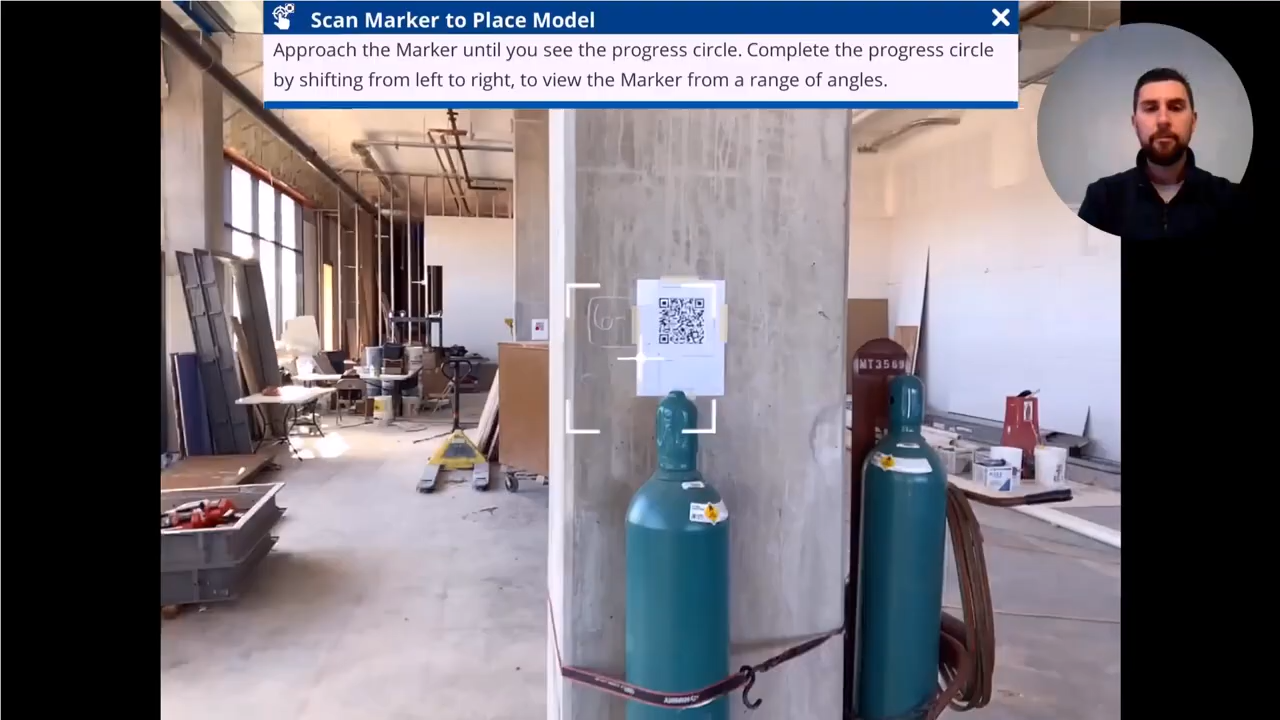 Scan Marker to Place Model
Approach the Marker until you see the progress circle. Complete the progress circle
by shifting from left to right, to view the Marker from a range of angles.
MT3569